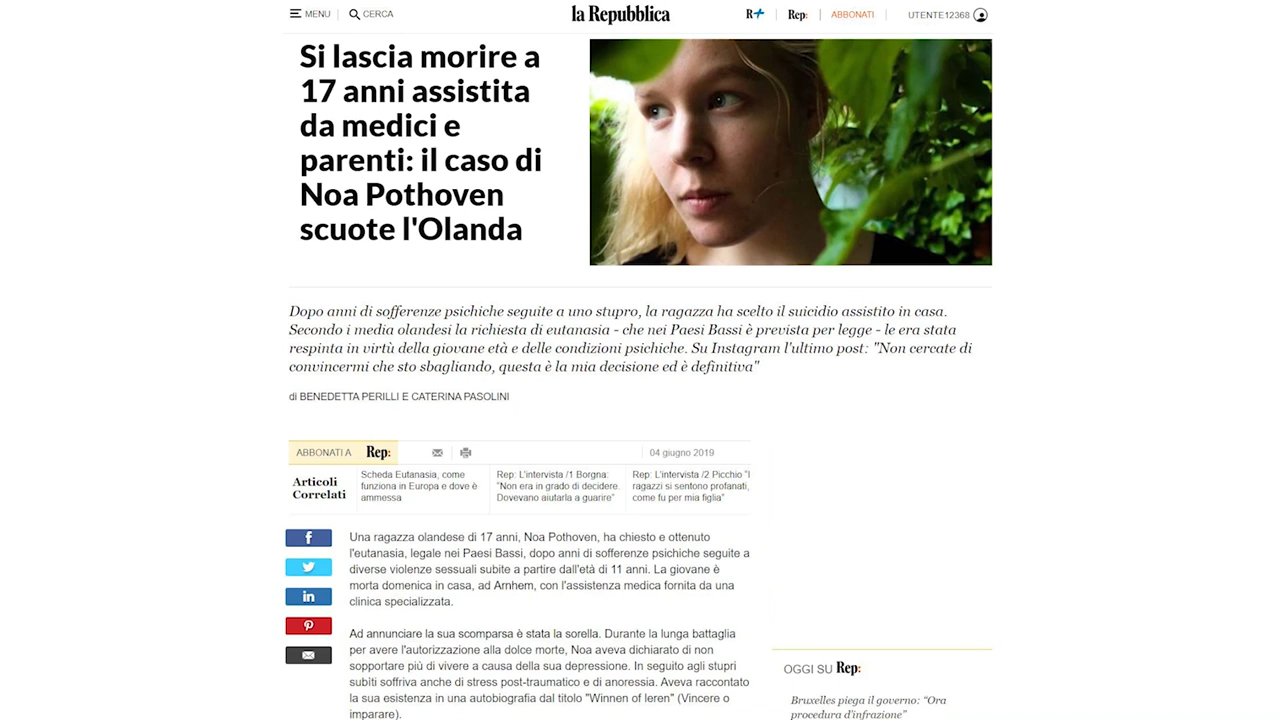 MENU
CERCA
la Repubblica
R+
Rep:
ABBONATI
UTENTE12368
Si lascia morire a
17 anni assistita
da medici e
parenti: il caso di
Noa Pothoven
scuote l'Olanda
Dopo anni di sofferenze psichiche seguite a uno stupro, la ragazza ha scelto il suicidio assistito in casa.
Secondo i media olandesi la richiesta di eutanasia - che nei Paesi Bassi è prevista per legge - le era stata
respinta in virtù della giovane età e delle condizioni psichiche. Su Instagram l'ultimo post: "Non cercate di
convincermi che sto sbagliando, questa è la mia decisione ed è definitiva"
di BENEDETTA PERILLI E CATERINA PASOLINI
ABBONATI A Rep:
04 giugno 2019
Articoli
Correlati
Scheda Eutanasia, come
funziona in Europa e dove è
ammessa
Rep: L'intervista /1 Borgna:
"Non era in grado di decidere.
Dovevano aiutarla a guarire"
Rep: L'intervista /2 Picchio "I
ragazzi si sentono profanati,
come fu per mia figlia"
Una ragazza olandese di 17 anni, Noa Pothoven, ha chiesto e ottenuto
l'eutanasia, legale nei Paesi Bassi, dopo anni di sofferenze psichiche seguite a
diverse violenze sessuali subite a partire dall'età di 11 anni. La giovane è
morta domenica in casa, ad Arnhem, con l'assistenza medica fornita da una
clinica specializzata.
Ad annunciare la sua scomparsa è stata la sorella. Durante la lunga battaglia
per avere l'autorizzazione alla dolce morte, Noa aveva dichiarato di non
sopportare più di vivere a causa della sua depressione. In seguito agli stupri
subiti soffriva anche di stress post-traumatico e di anoressia. Aveva raccontato
la sua esistenza in una autobiografia dal titolo "Winnen of leren" (Vincere o
imparare).
OGGI SU Rep:
Bruxelles piega il governo: "Ora
procedura d'infrazione"